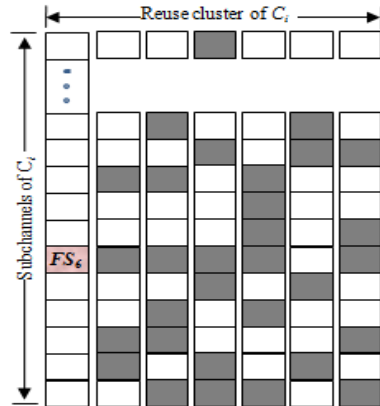 Reuse cluster of Ci
Subchannels of Ci
FS6